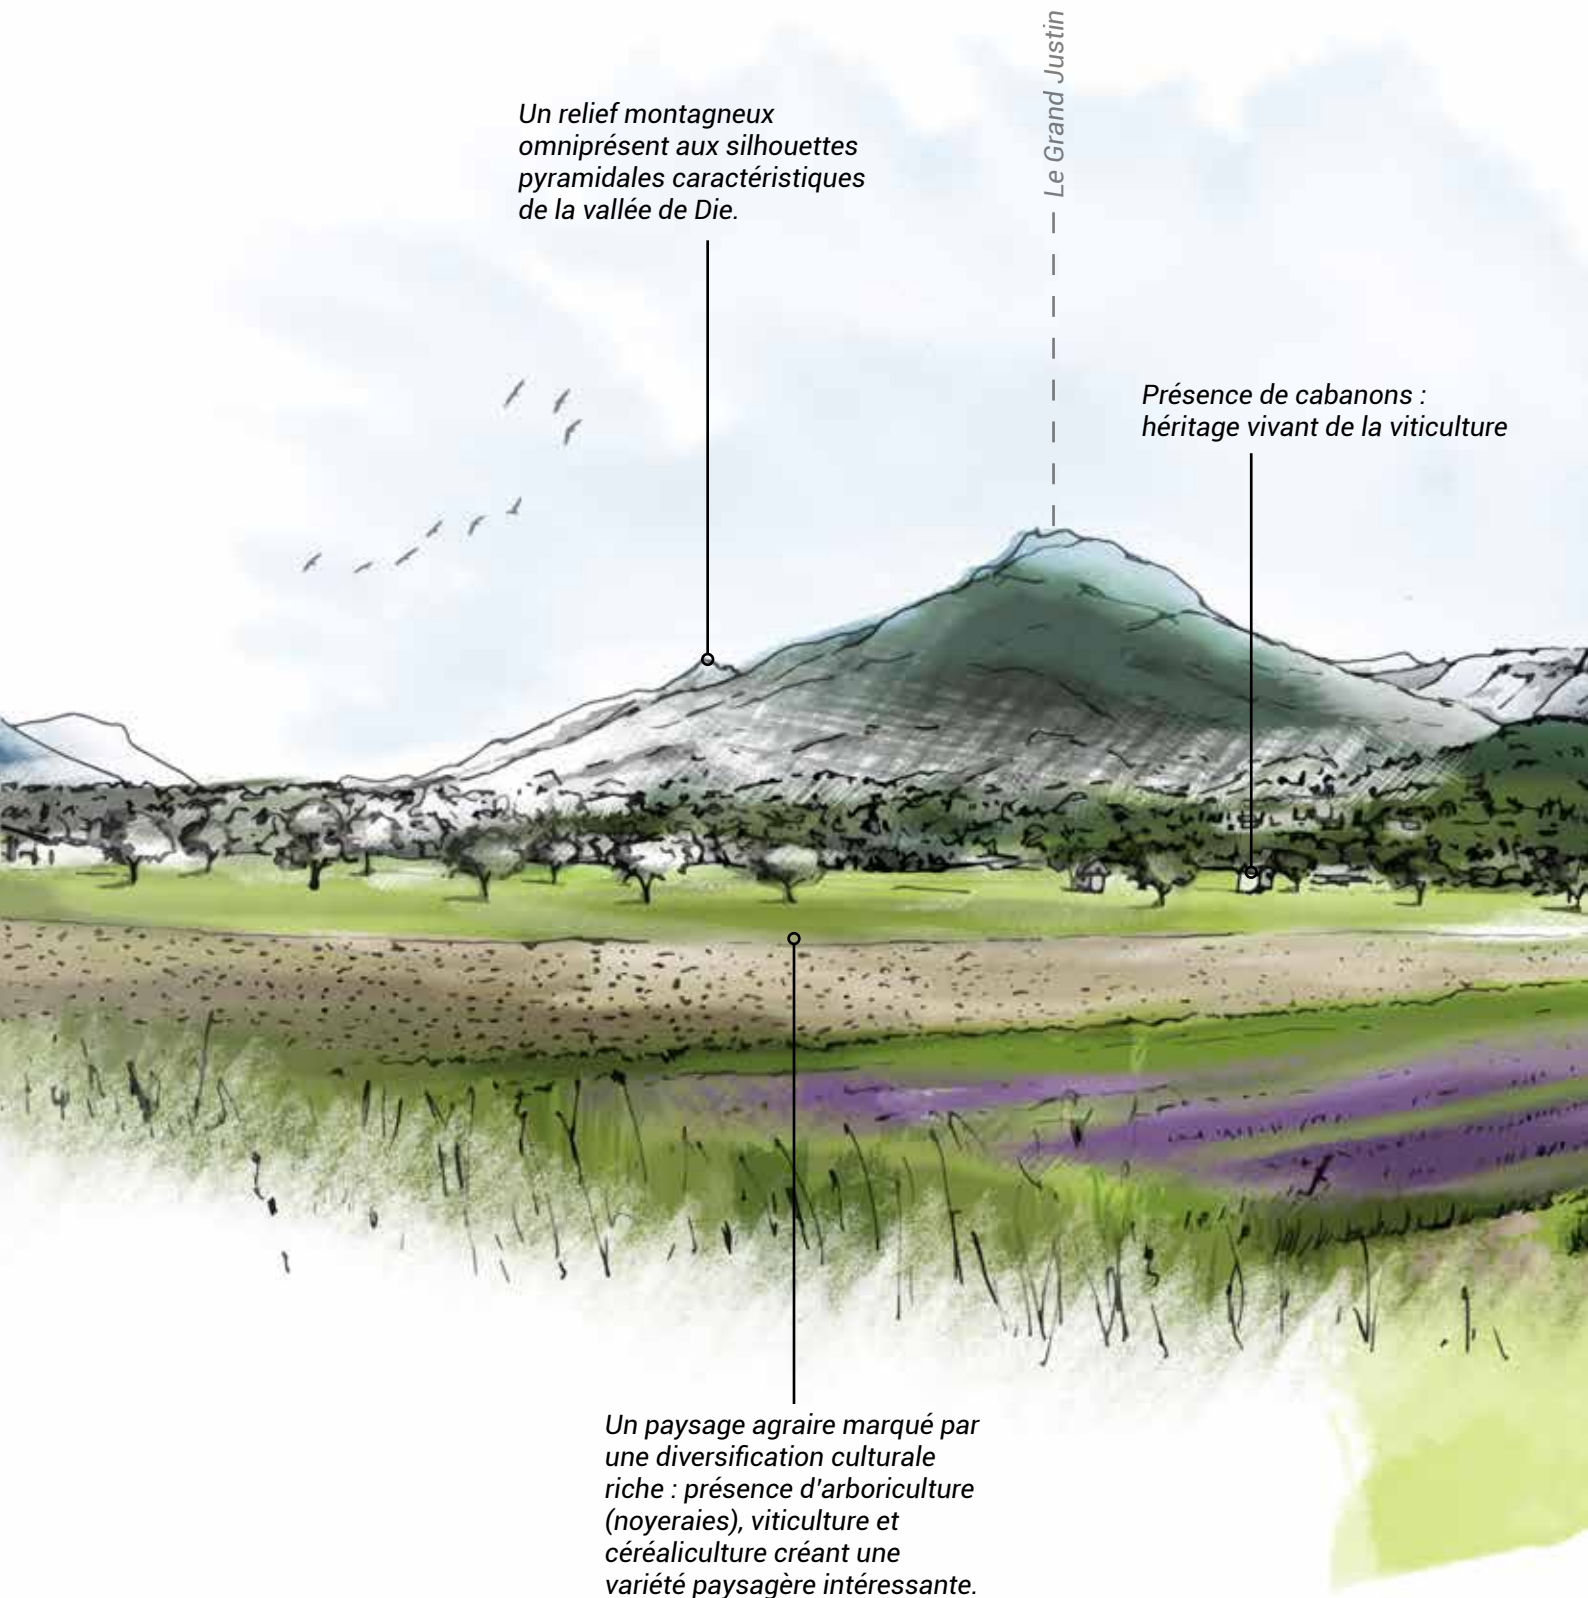 Le Grand Justin
Un relief montagneux
omniprésent aux silhouettes
pyramidales caractéristiques
de la vallée de Die.
Présence de cabanons :
héritage vivant de la viticulture
Un paysage agraire marqué par
une diversification culturale
riche : présence d'arboriculture
(noyeraies), viticulture et
céréaliculture créant une
variété paysagère intéressante.